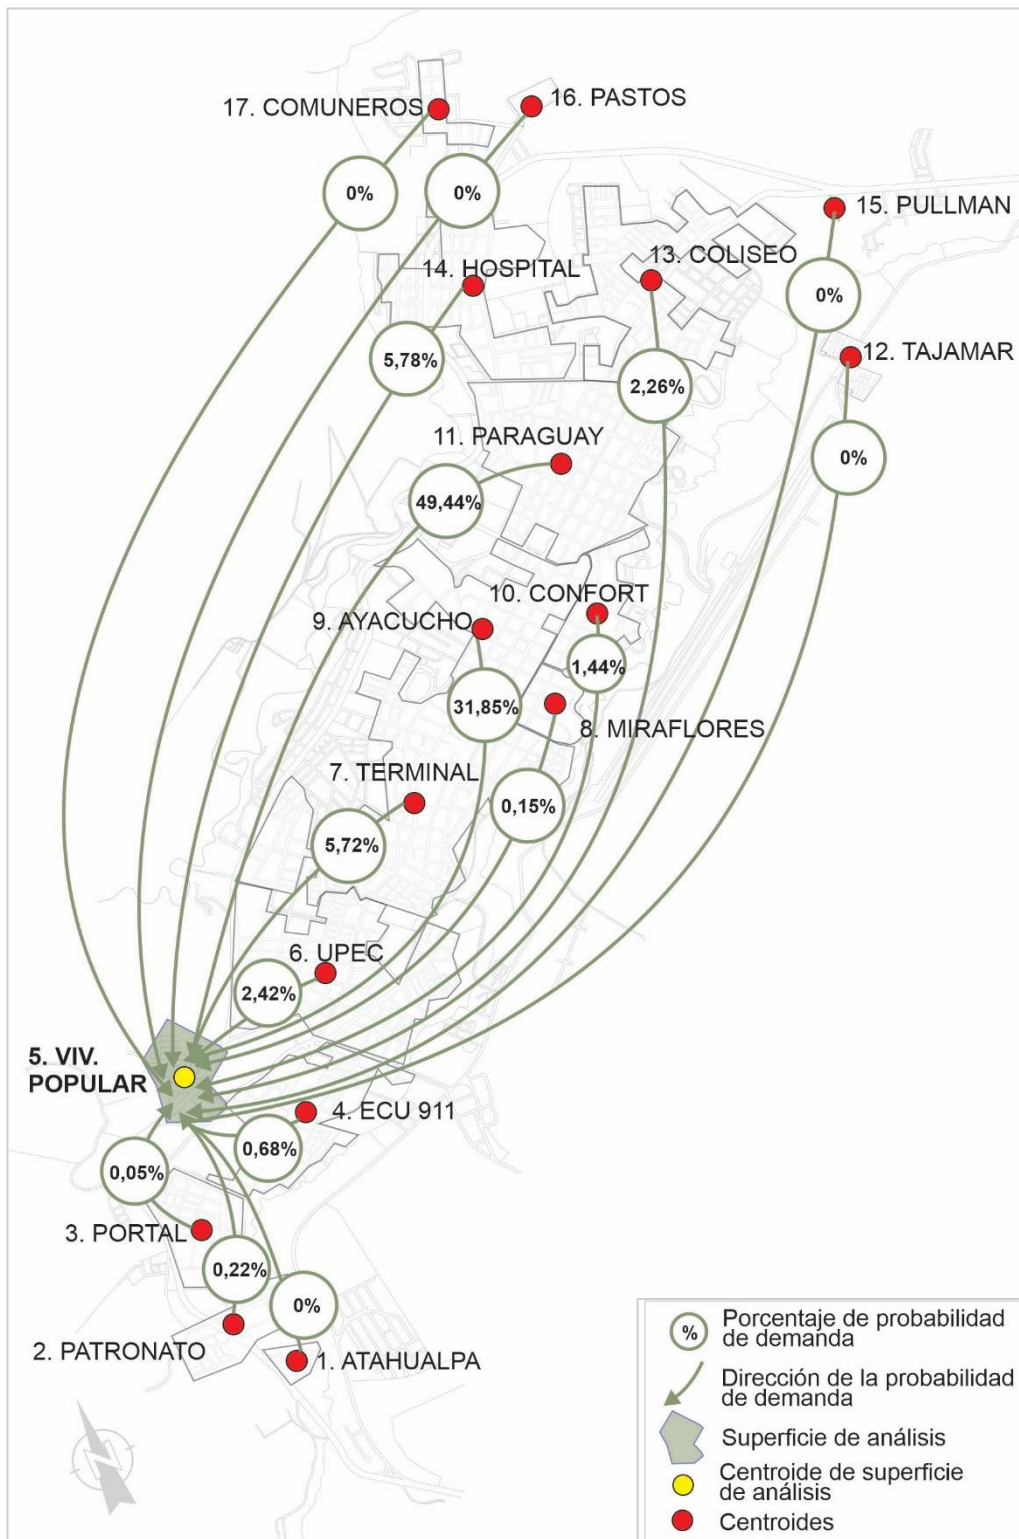 17. COMUNEROS
16. PASTOS
0%
0%
15. PULLMAN
13. COLISEO
14. HOSPITAL
0%
12. TAJAMAR
5,78%
2,26%
11. PARAGUAY
0%
49,44%
10. CONFORT
9. AYACUCHO
1,44%
31,85%
8. MIRAFLORES
7. TERMINAL
0,15%
5,72%
6. UPEC
2,42%
5. VIV.
POPULAR
4. ECU 911
0,68%
0,05%
3. PORTAL
0,22%
0%
2. PATRONATO
1. ATAHUALPA
%
Porcentaje de probabilidad
de demanda
Dirección de la probabilidad
de demanda
Superficie de análisis
Centroide de superficie
de análisis
Centroides